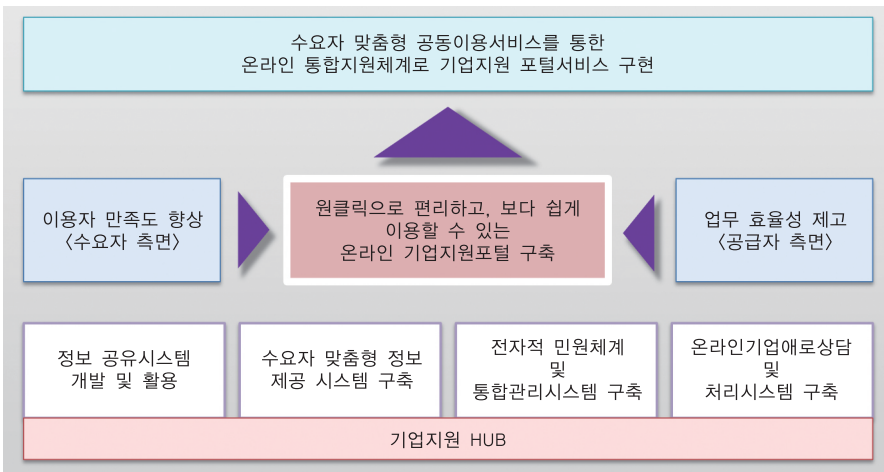 수요자 맞춤형 공동이용서비스를 통한
온라인 통합지원체계로 기업지원 포털서비스 구현
이용자 만족도 향상
<수요자 측면>
원클릭으로 편리하고, 보다 쉽게
이용할 수 있는
온라인 기업지원포털 구축
업무 효율성 제고
<공급자 측면>
정보 공유시스템
개발 및 활용
수요자 맞춤형 정보
제공 시스템 구축
전자적 민원체계
및
통합관리시스템 구축
온라인기업애로상담
및
처리시스템 구축
기업지원 HUB